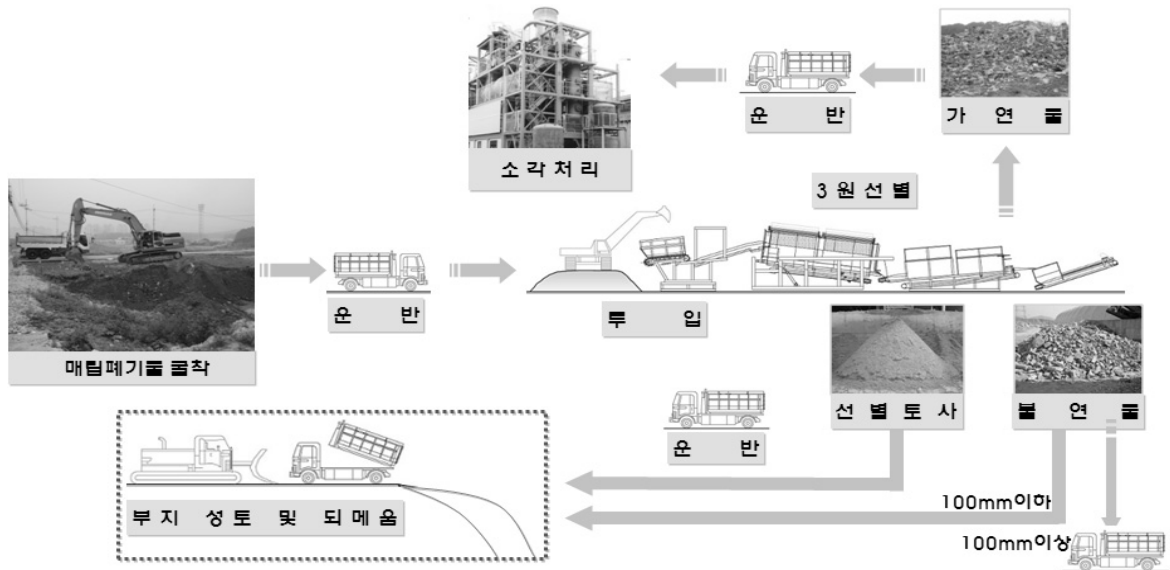 가 연 물
운 반
소 각 처 리
3 원 선 별
매립폐기물 굴착
운 반
투 입
선 별 토 사
불 연 물
운 반
부 지 성 토 및 되 메 움
100mm이하
100mm이상